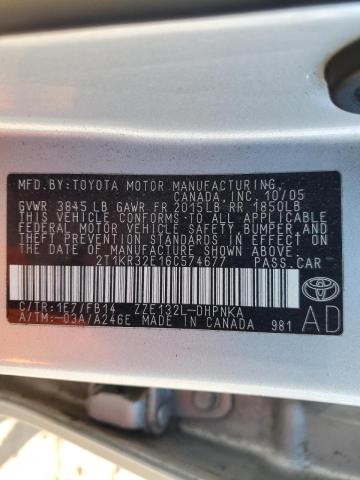 MFD.BY:TOYOTA MOTOR MANUFACTURING,
CANADA,INC. 10/05
GVWR 3845 LB GAWR FR 2015LB RR 1850LB
THIS VEHICLE CONFORMS TO ALL APPLICABLE
FEDERAL MOTOR VEHICLE SAFETY, BUMPER, AND
THEFT PREVENTION STANDARDS IN EFFECT ON
THE DATE OF MANUFACTURE SHOWN ABOVE.
2T1KR32E16C574677 PASS.CAR
C/TR:1F7/FB14 ZZE132L-DHPNKA
A/TM:-03A/A246E MADE IN CANADA 981
TOYOTA
AD